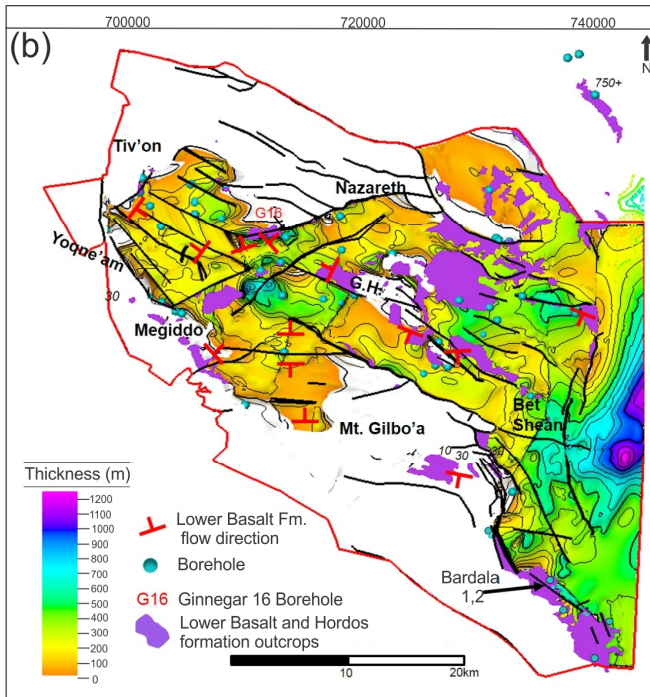 700000 720000 740000
(b)
N
750+
Tiv'on
Nazareth
G16
Yoqne'am
G.H.
30
Megiddo
Bet
Shean
Mt. Gilbo'a
10
30
Thickness (m)
1200
1100
1000
900
800
700
600
500
400
300
200
100
0
Lower Basalt Fm.
flow direction
Borehole
G16 Ginnegar 16 Borehole
Lower Basalt and Hordos
formation outcrops
Bardala
1,2
10 20km